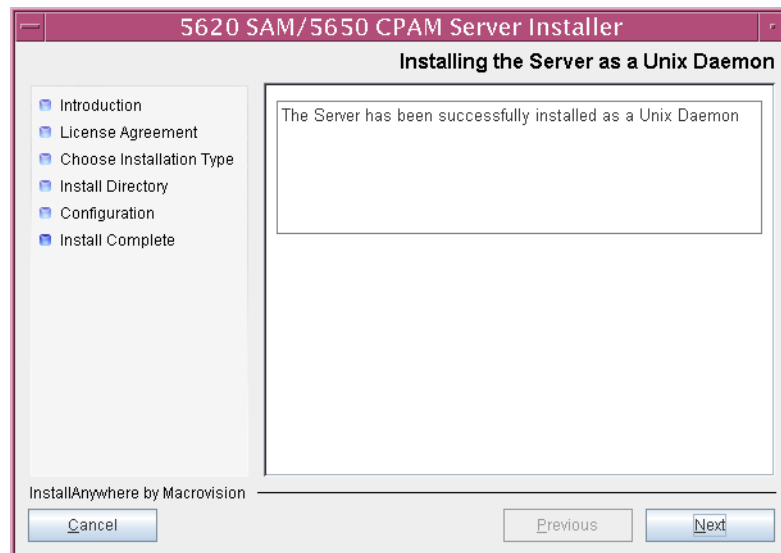 5620 SAM/5650 CPAM Server Installer
Installing the Server as a Unix Daemon
Introduction
License Agreement
Choose Installation Type
Install Directory
Configuration
Install Complete
The Server has been successfully installed as a Unix Daemon
InstallAnywhere by Macrovision
Cancel
Previous
Next